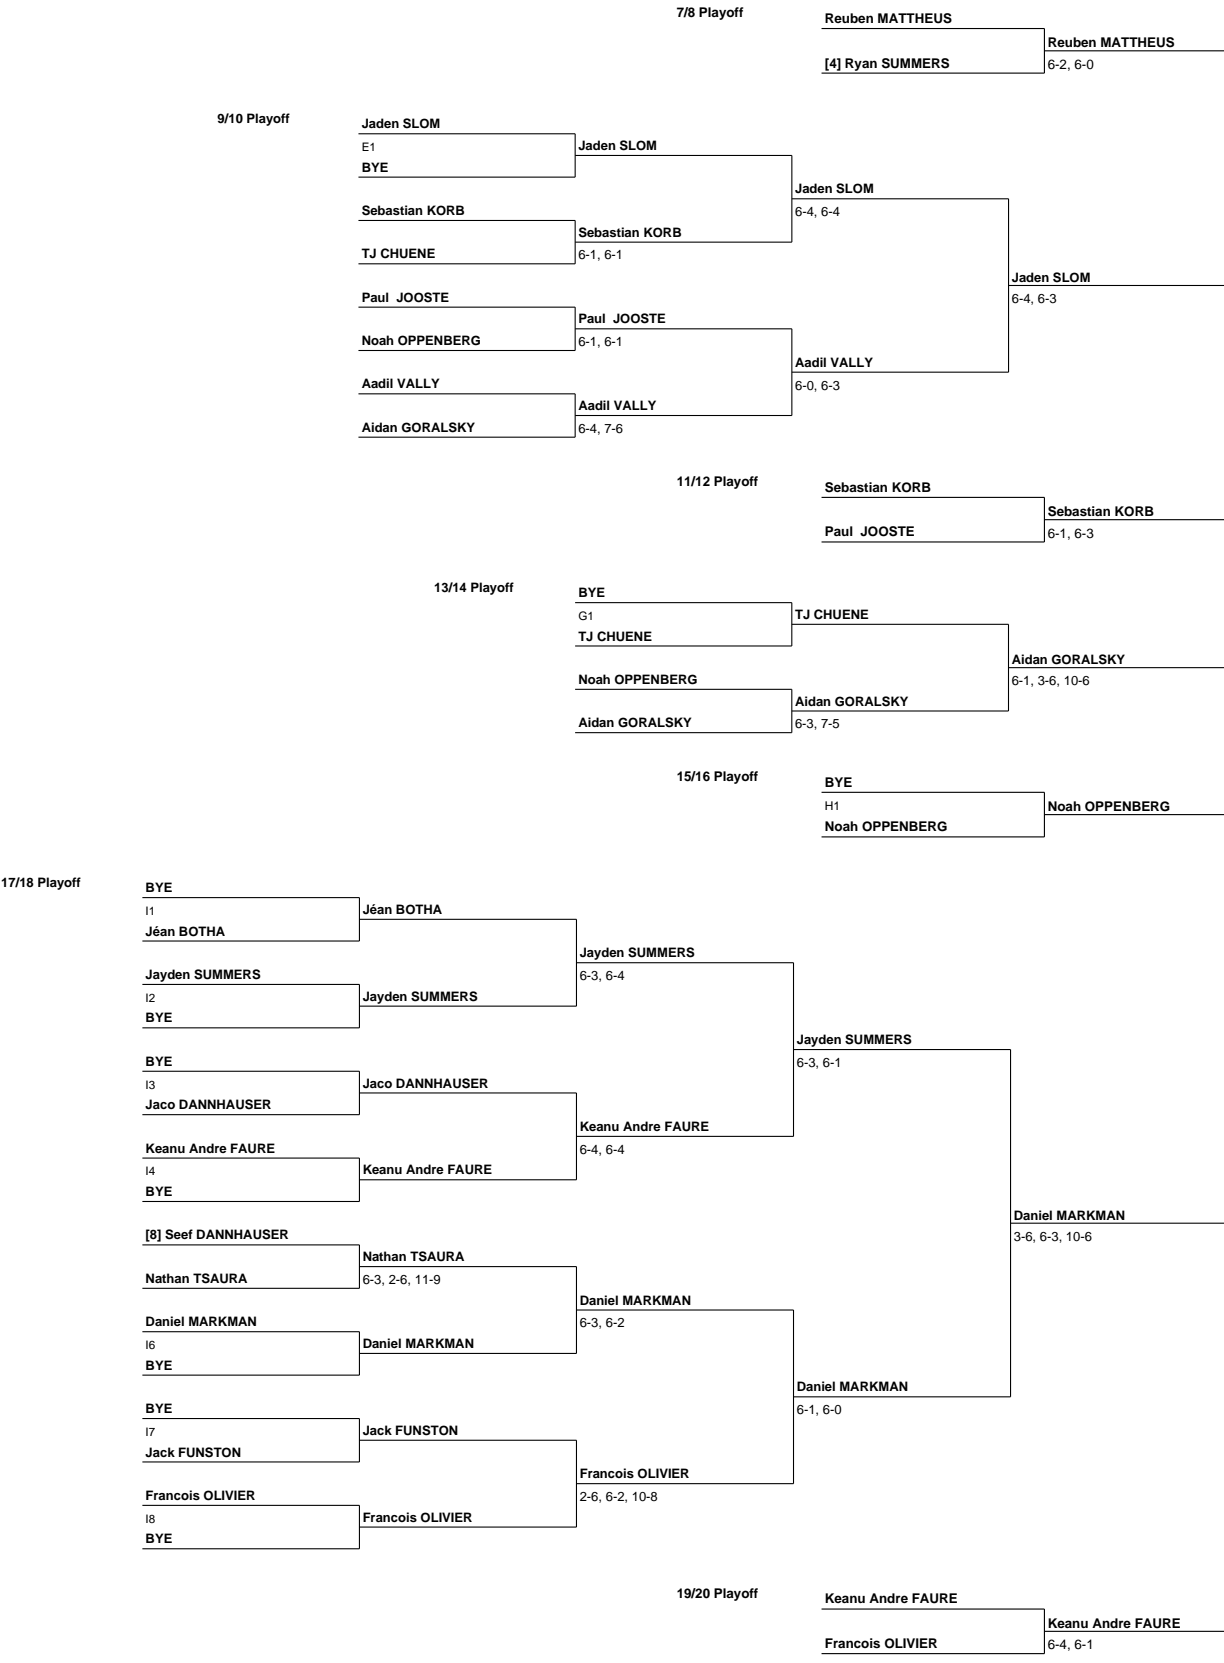 7/8 Playoff
Reuben MATTHEUS
Reuben MATTHEUS
[4] Ryan SUMMERS
6-2, 6-0
9/10 Playoff
Jaden SLOM
E1
Jaden SLOM
BYE
Jaden SLOM
Sebastian KORB
6-4, 6-4
Sebastian KORB
TJ CHUENE
6-1, 6-1
Jaden SLOM
Paul JOOSTE
6-4, 6-3
Paul JOOSTE
Noah OPPENBERG
6-1, 6-1
Aadil VALLY
Aadil VALLY
6-0, 6-3
Aadil VALLY
Aidan GORALSKY
6-4, 7-6
11/12 Playoff
Sebastian KORB
Sebastian KORB
Paul JOOSTE
6-1, 6-3
13/14 Playoff
BYE
G1
TJ CHUENE
TJ CHUENE
Aidan GORALSKY
Noah OPPENBERG
6-1, 3-6, 10-6
Aidan GORALSKY
Aidan GORALSKY
6-3, 7-5
15/16 Playoff
BYE
H1
Noah OPPENBERG
Noah OPPENBERG
17/18 Playoff
BYE
I1
Jéan BOTHA
Jéan BOTHA
Jayden SUMMERS
Jayden SUMMERS
6-3, 6-4
I2
Jayden SUMMERS
BYE
Jayden SUMMERS
BYE
6-3, 6-1
I3
Jaco DANNHAUSER
Jaco DANNHAUSER
Keanu Andre FAURE
Keanu Andre FAURE
6-4, 6-4
I4
Keanu Andre FAURE
BYE
Daniel MARKMAN
[8] Seef DANNHAUSER
3-6, 6-3, 10-6
Nathan TSAURA
Nathan TSAURA
6-3, 2-6, 11-9
Daniel MARKMAN
Daniel MARKMAN
6-3, 6-2
I6
Daniel MARKMAN
BYE
Daniel MARKMAN
BYE
6-1, 6-0
I7
Jack FUNSTON
Jack FUNSTON
Francois OLIVIER
Francois OLIVIER
2-6, 6-2, 10-8
I8
Francois OLIVIER
BYE
19/20 Playoff
Keanu Andre FAURE
Keanu Andre FAURE
Francois OLIVIER
6-4, 6-1